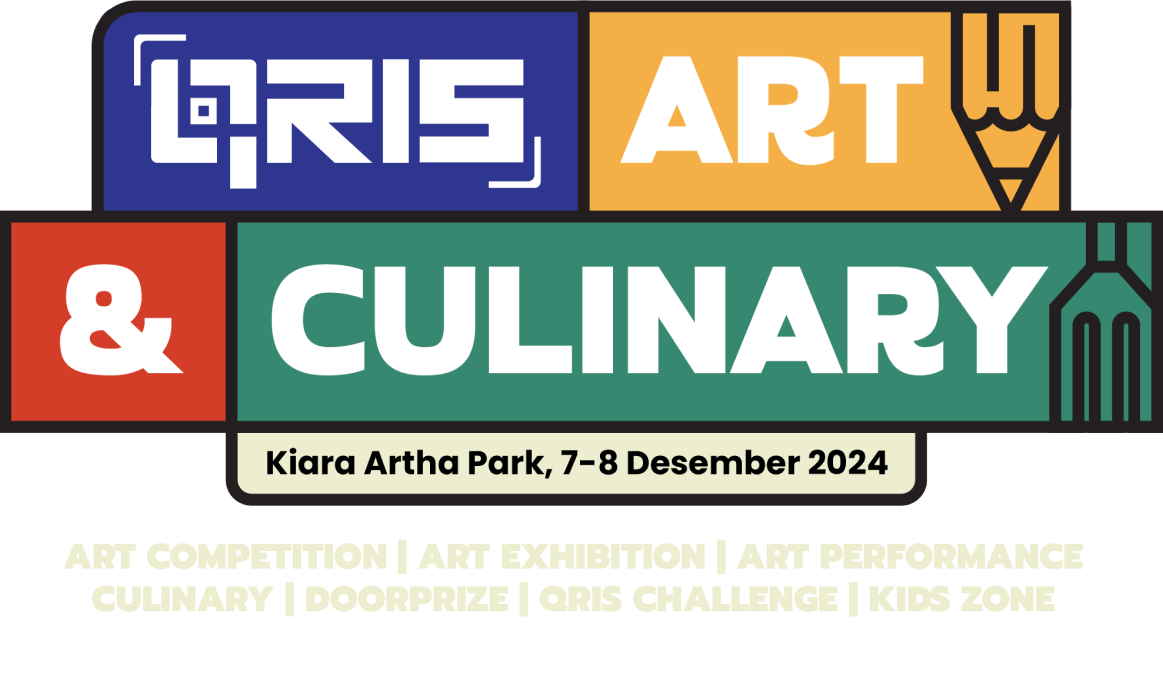 QRIS ART
& CULINARY
Kiara Artha Park, 7-8 Desember 2024
ART COMPETITION | ART EXHIBITION | ART PERFORMANCE
CULINARY | DOORPRIZE | QRIS CHALLENGE | KIDS ZONE